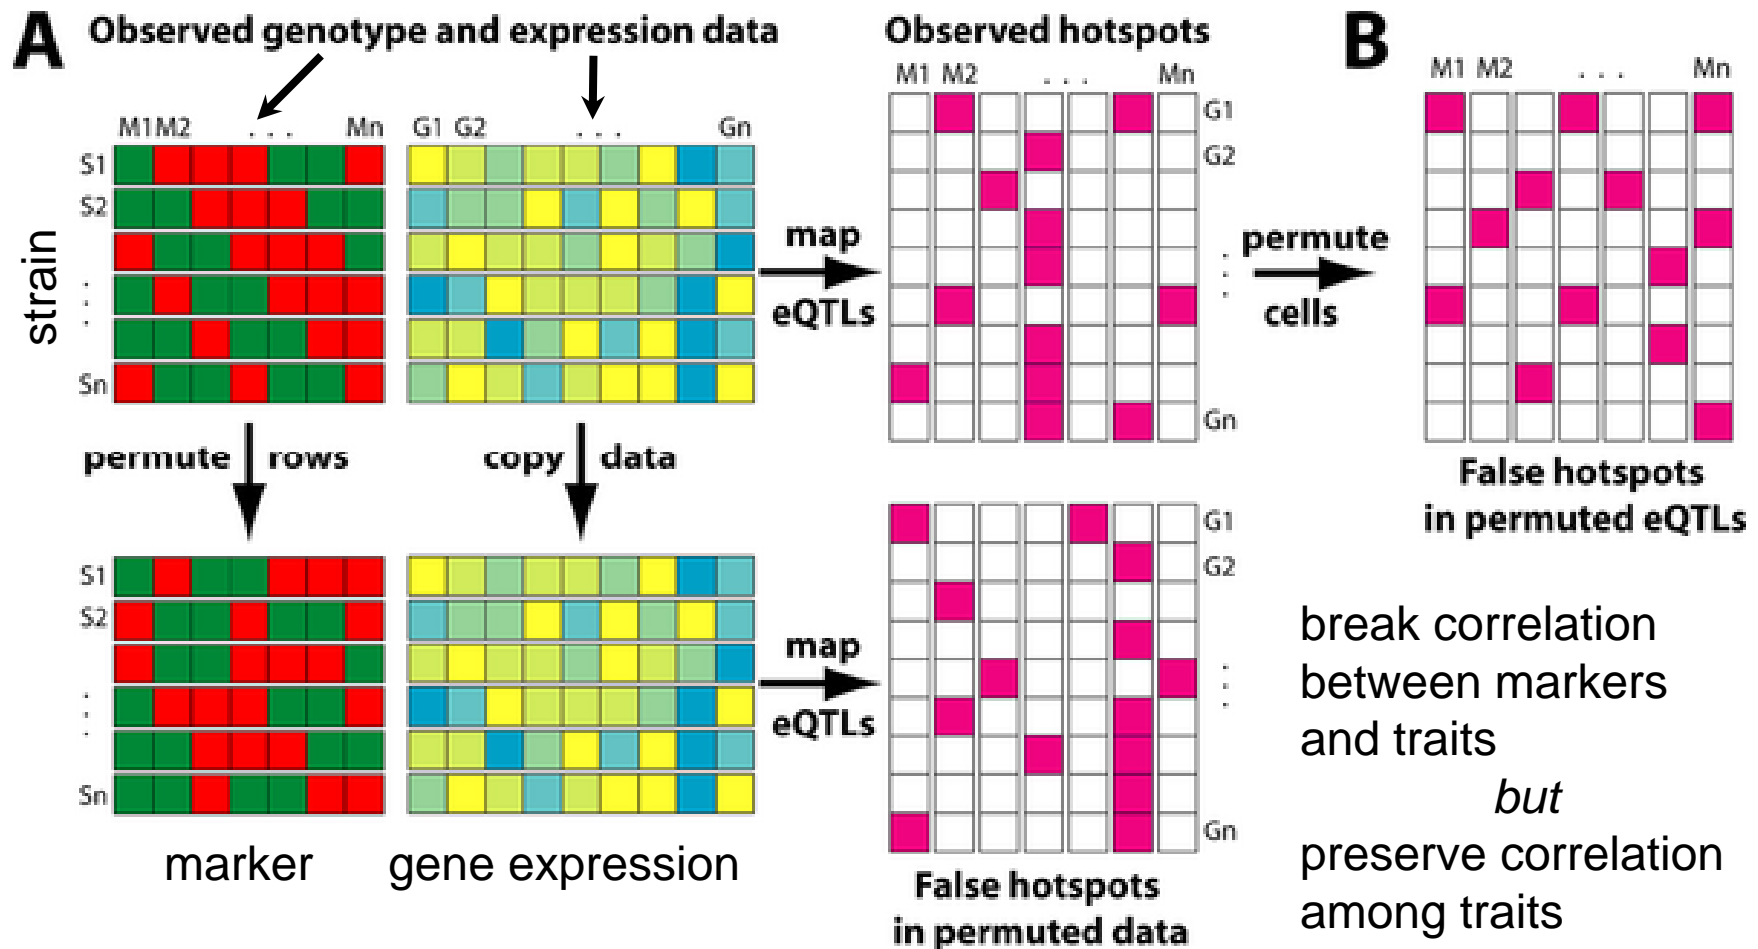 A
Observed genotype and expression data
M1 M2 . . . Mn
G1 G2 . . . Gn
S1
S2
:
.
Sn
strain
map
eQTLs
Observed hotspots
M1 M2 . . . Mn
G1
G2
:
.
Gn
permute
cells
B
M1 M2 . . . Mn
False hotspots
in permuted eQTLs
permute rows
copy data
S1
S2
:
.
Sn
marker
gene expression
map
eQTLs
G1
G2
:
.
Gn
False hotspots
in permuted data
break correlation
between markers
and traits
but
preserve correlation
among traits